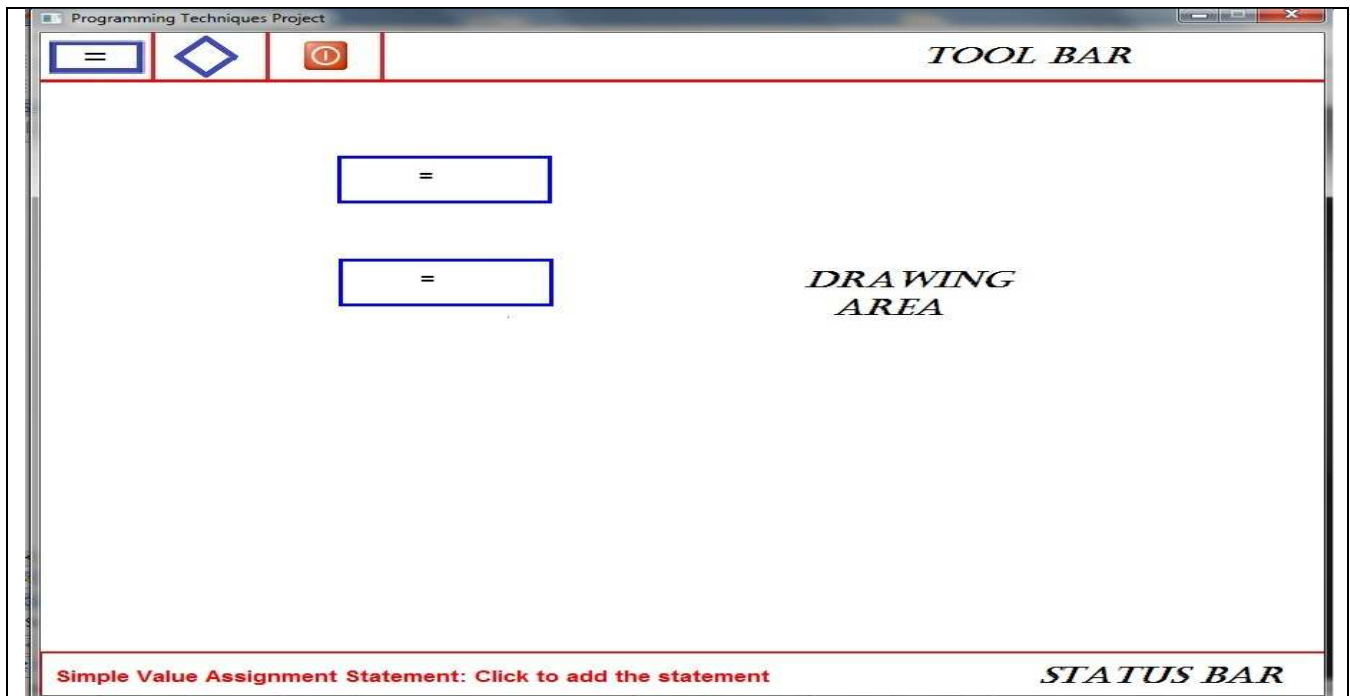 Programming Techniques Project
=
TOOL BAR
=
=
DRAWING
AREA
Simple Value Assignment Statement: Click to add the statement
STATUS BAR